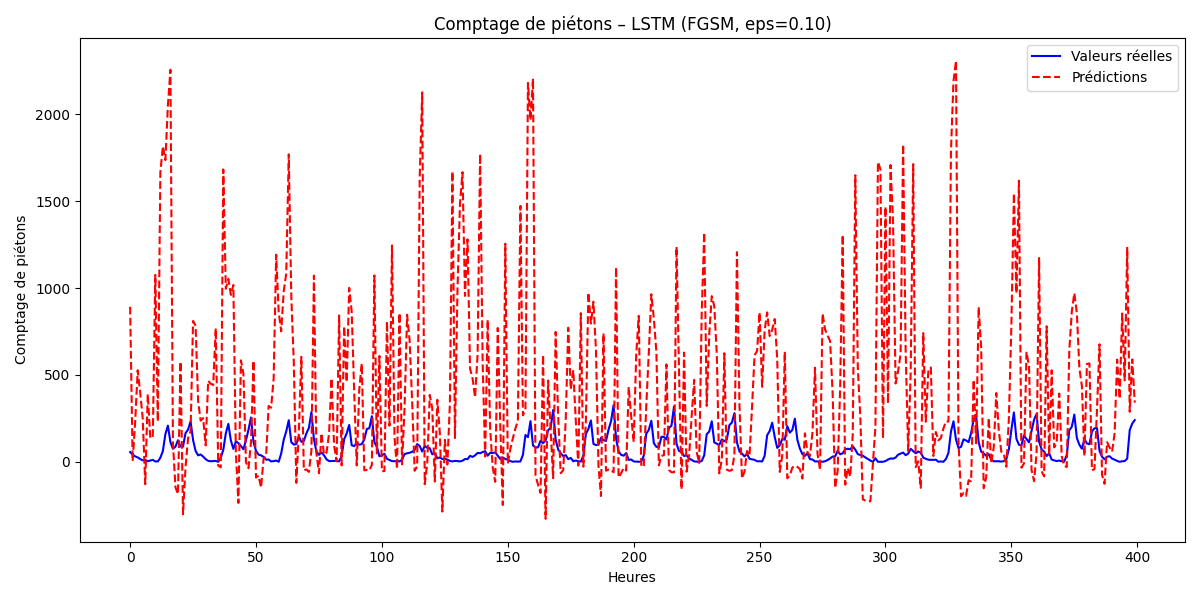 Comptage de piétons – LSTM (FGSM, eps=0.10)
Valeurs réelles
Prédictions
Comptage de piétons
2000
1500
1000
500
0
0 50 100 150 200 250 300 350 400
Heures